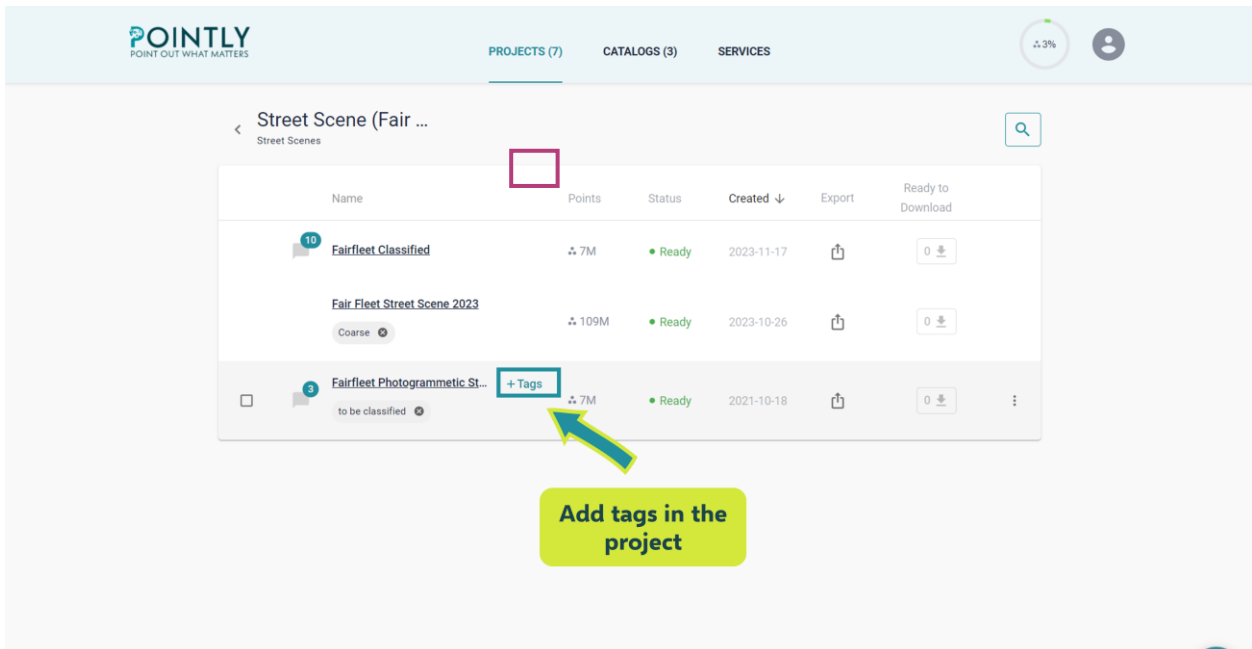 POINTLY
POINT OUT WHAT MATTERS
PROJECTS (7) CATALOGS (3) SERVICES
3%
Street Scene (Fair ...
Street Scenes
Name Points Status Created ↓ Export Ready to Download
10 Fairfleet Classified 7M Ready 2023-11-17 0
Fair Fleet Street Scene 2023 109M Ready 2023-10-26 0
Coarse
3 Fairfleet Photogrammetic St... +Tags 7M Ready 2021-10-18 0
to be classified
Add tags in the
project